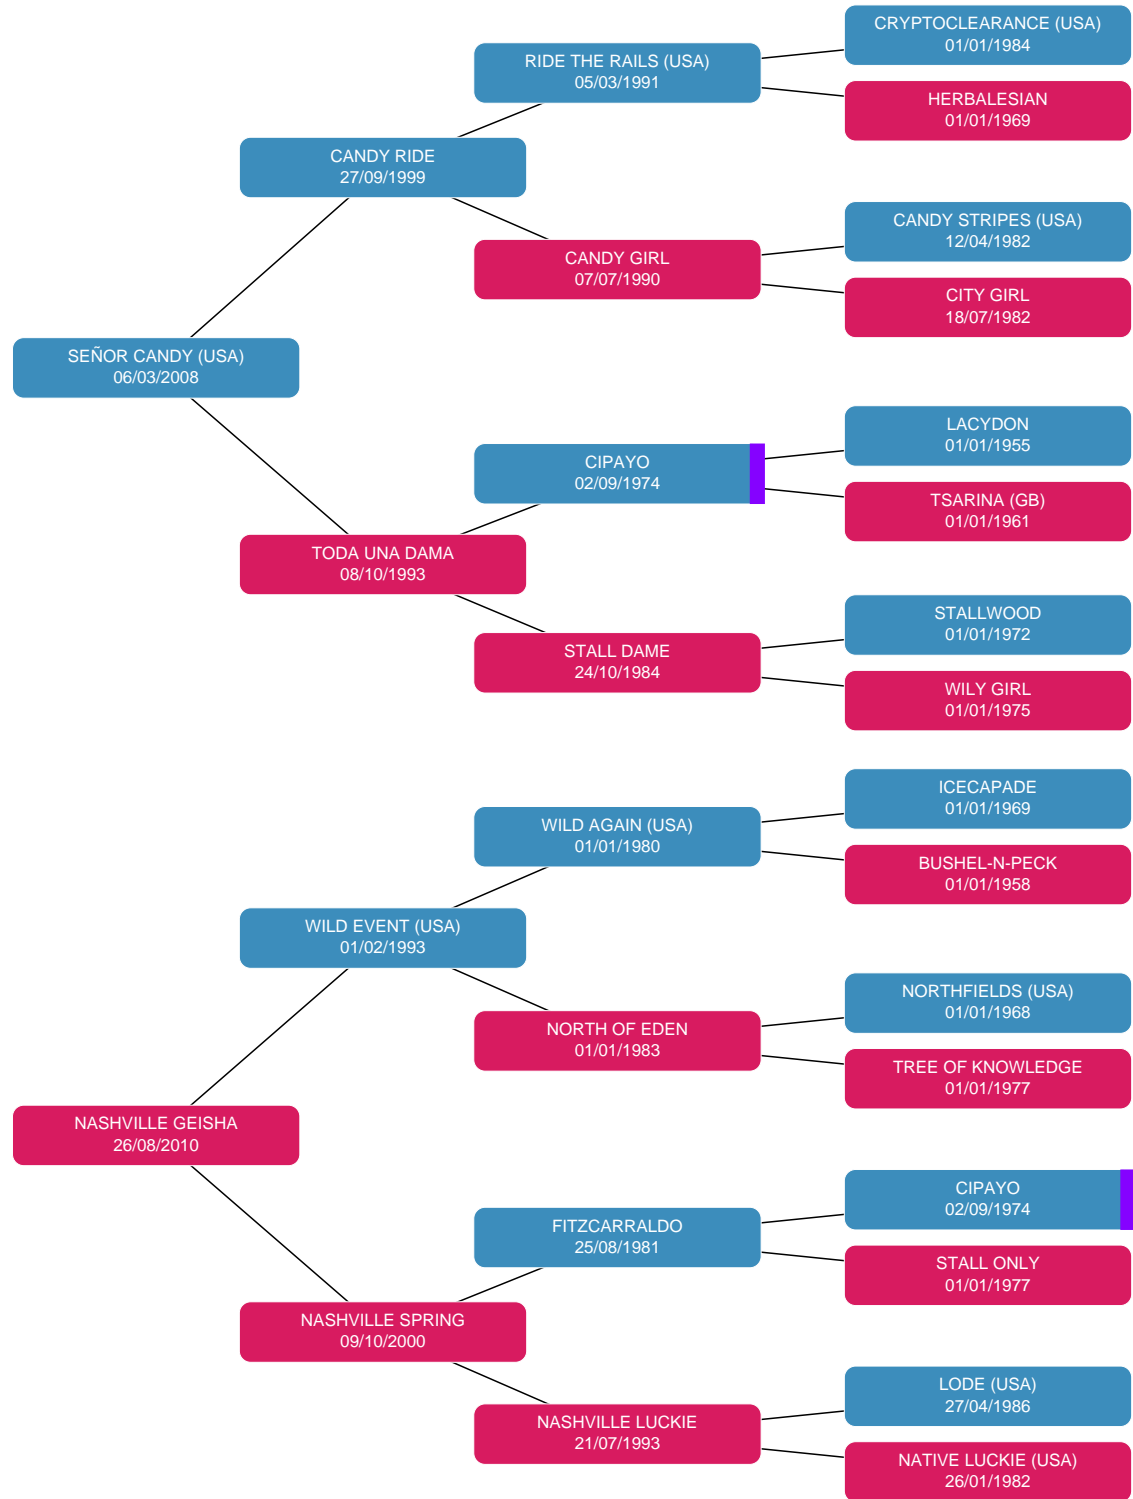 CRYPTOCLEARANCE (USA)
01/01/1984
RIDE THE RAILS (USA)
05/03/1991
HERBALESIAN
01/01/1969
CANDY RIDE
27/09/1999
CANDY STRIPES (USA)
12/04/1982
CANDY GIRL
07/07/1990
CITY GIRL
18/07/1982
SEÑOR CANDY (USA)
06/03/2008
LACYDON
01/01/1955
CIPAYO
02/09/1974
TSARINA (GB)
01/01/1961
TODA UNA DAMA
08/10/1993
STALLWOOD
01/01/1972
STALL DAME
24/10/1984
WILY GIRL
01/01/1975
ICECAPADE
01/01/1969
WILD AGAIN (USA)
01/01/1980
BUSHEL-N-PECK
01/01/1958
WILD EVENT (USA)
01/02/1993
NORTHFIELDS (USA)
01/01/1968
NORTH OF EDEN
01/01/1983
TREE OF KNOWLEDGE
01/01/1977
NASHVILLE GEISHA
26/08/2010
CIPAYO
02/09/1974
FITZCARRALDO
25/08/1981
STALL ONLY
01/01/1977
NASHVILLE SPRING
09/10/2000
LODE (USA)
27/04/1986
NASHVILLE LUCKIE
21/07/1993
NATIVE LUCKIE (USA)
26/01/1982